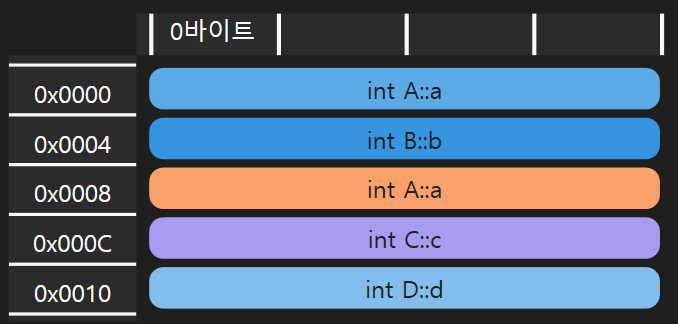 0바이트
0x0000 int A::a
0x0004 int B::b
0x0008 int A::a
0x000C int C::c
0x0010 int D::d